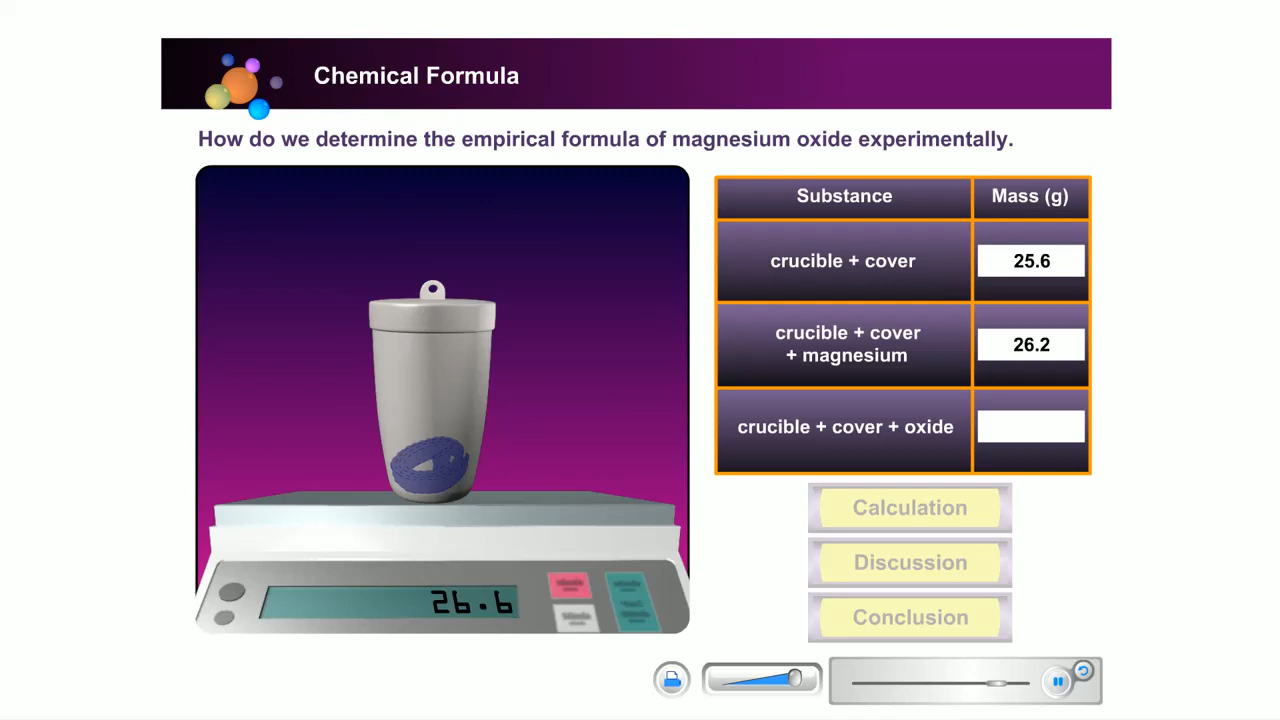 Chemical Formula
How do we determine the empirical formula of magnesium oxide experimentally.
Substance
Mass (g)
crucible + cover
25.6
crucible + cover
+ magnesium
26.2
crucible + cover + oxide
26.6
Calculation
Discussion
Conclusion